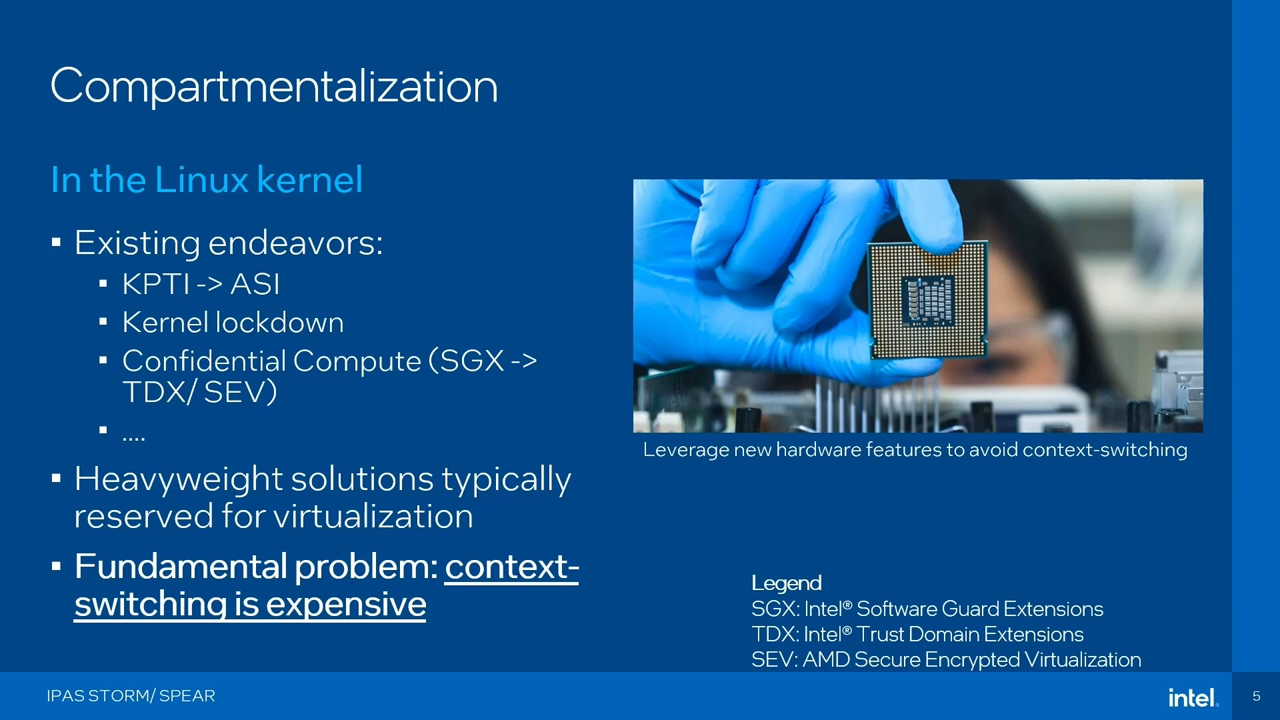 Compartmentalization
In the Linux kernel
▪ Existing endeavors:
▪ KPTI -> ASI
▪ Kernel lockdown
▪ Confidential Compute (SGX ->
TDX/ SEV)
▪ ....
▪ Heavyweight solutions typically
reserved for virtualization
▪ Fundamental problem: context-
switching is expensive
Leverage new hardware features to avoid context-switching
Legend
SGX: Intel® Software Guard Extensions
TDX: Intel® Trust Domain Extensions
SEV: AMD Secure Encrypted Virtualization
IPAS STORM/ SPEAR
intel.
5